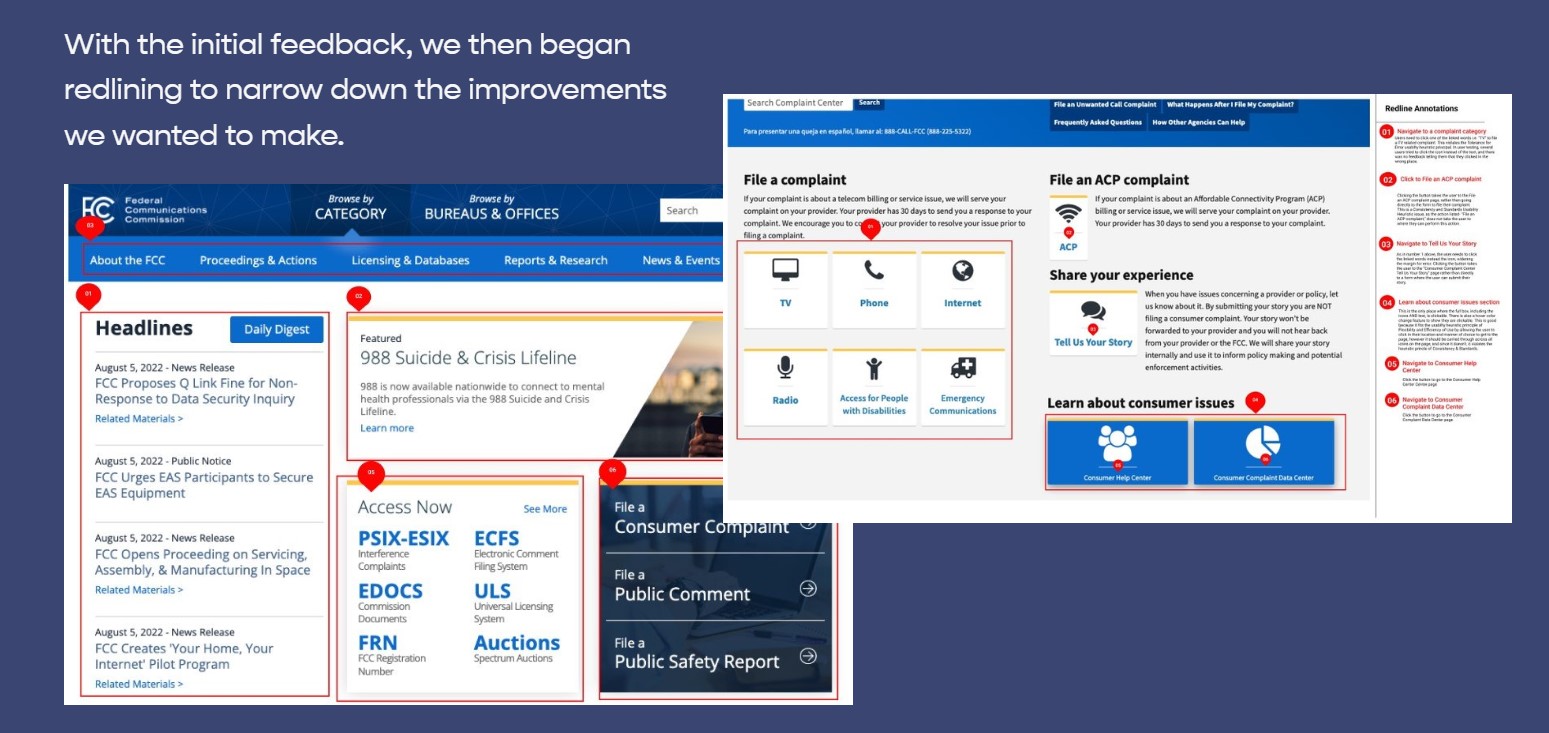 With the initial feedback, we then began
redlining to narrow down the improvements
we wanted to make.
FCC
Federal
Communications
Commission
Browse by
CATEGORY
Browse by
BUREAUS & OFFICES
Search
03
About the FCC
Proceedings & Actions
Licensing & Databases
Reports & Research
News & Events
01
Headlines
Daily Digest
August 5, 2022 - News Release
FCC Proposes Q Link Fine for Non-
Response to Data Security Inquiry
Related Materials >
August 5, 2022 - Public Notice
FCC Urges EAS Participants to Secure
EAS Equipment
August 5, 2022 - News Release
FCC Opens Proceeding on Servicing,
Assembly, & Manufacturing In Space
Related Materials >
August 5, 2022 - News Release
FCC Creates 'Your Home, Your
Internet' Pilot Program
Related Materials >
02
Featured
988 Suicide & Crisis Lifeline
988 is now available nationwide to connect to mental
health professionals via the 988 Suicide and Crisis
Lifeline.
Learn more
05
Access Now
See More
PSIX-ESIX
Interference
Complaints
ECFS
Electronic Comment
Filing System
EDOCS
Commission
Documents
ULS
Universal Licensing
System
FRN
FCC Registration
Number
Auctions
Spectrum Auctions
06
File a
Consumer Complaint
File a
Public Comment
File a
Public Safety Report
Search Complaint Center
Search
Para presentar una queja en español, llamar al: 888-CALL-FCC (888-225-5322)
File an Unwanted Call Complaint
What Happens After I File My Complaint?
Frequently Asked Questions
How Other Agencies Can Help
File a complaint
If your complaint is about a telecom billing or service issue, we will serve your
complaint on your provider. Your provider has 30 days to send you a response to your
complaint. We encourage you to your provider to resolve your issue prior to
filing a complaint.
01
TV
Phone
Internet
Radio
Access for People
with Disabilities
Emergency
Communications
File an ACP complaint
If your complaint is about an Affordable Connectivity Program (ACP)
billing or service issue, we will serve your complaint on your provider.
Your provider has 30 days to send you a response to your complaint.
02
ACP
Share your experience
When you have issues concerning a provider or policy, let
us know about it. By submitting your story you are NOT
filing a consumer complaint. Your story won't be
forwarded to your provider and you will not hear back
from your provider or the FCC. We will share your story
internally and use it to inform policy making and potential
enforcement activities.
03
Tell Us Your Story
Learn about consumer issues
04
05
Consumer Help Center
06
Consumer Complaint Data Center
Redline Annotations
01
Navigate to a complaint category
02
Click to File an ACP complaint
03
Navigate to Tell Us Your Story
04
Learn about consumer issues section
05
Navigate to Consumer Help
Center
Click the button to go to the Consumer Help
Center Center page
06
Navigate to Consumer
Complaint Data Center
Click the button to go to the Consumer
Complaint Data Center page